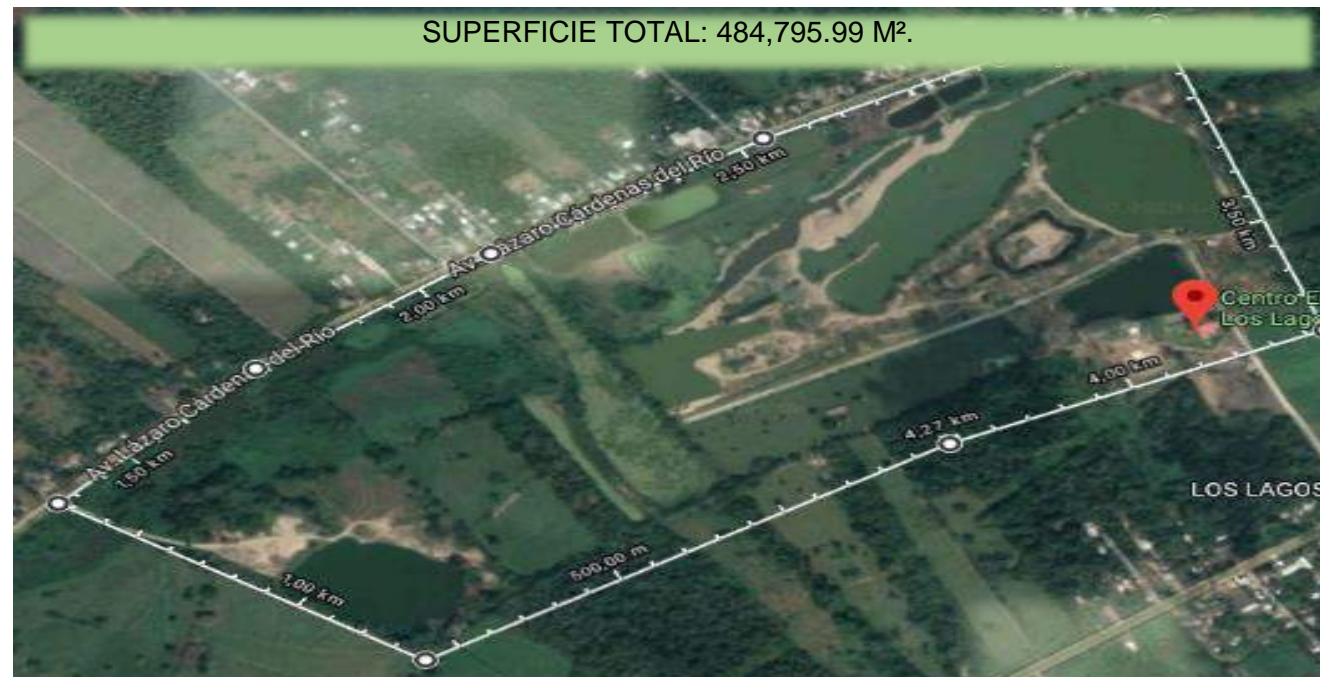 SUPERFICIE TOTAL: 484,795.99 M².
Av. Lázaro Cárdenas del Río
2,50 km
3,50 km
2,00 km
Centro E
Los Lago
Av. Lázaro Cárdenas del Río
1,50 km
4,00 km
4,27 km
LOS LAGOS
500,00 m
1,00 km